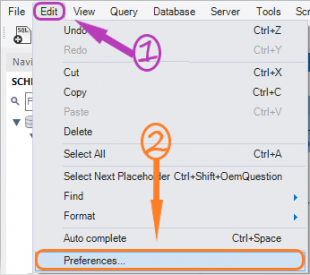 File Edit View Query Database Server Tools Scr
SQL
Undo Ctrl+Z
Redo Ctrl+Y
Navi
Cut Ctrl+X
SCHE
Copy Ctrl+C
Paste Ctrl+V
Delete
Select All Ctrl+A
Select Next Placeholder Ctrl+Shift+OemQuestion
Find
Format
Auto complete Ctrl+Space
Preferences...
1
2